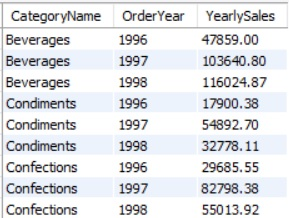 CategoryName OrderYear YearlySales
Beverages 1996 47859.00
Beverages 1997 103640.80
Beverages 1998 116024.87
Condiments 1996 17900.38
Condiments 1997 54892.70
Condiments 1998 32778.11
Confections 1996 29685.55
Confections 1997 82798.38
Confections 1998 55013.92